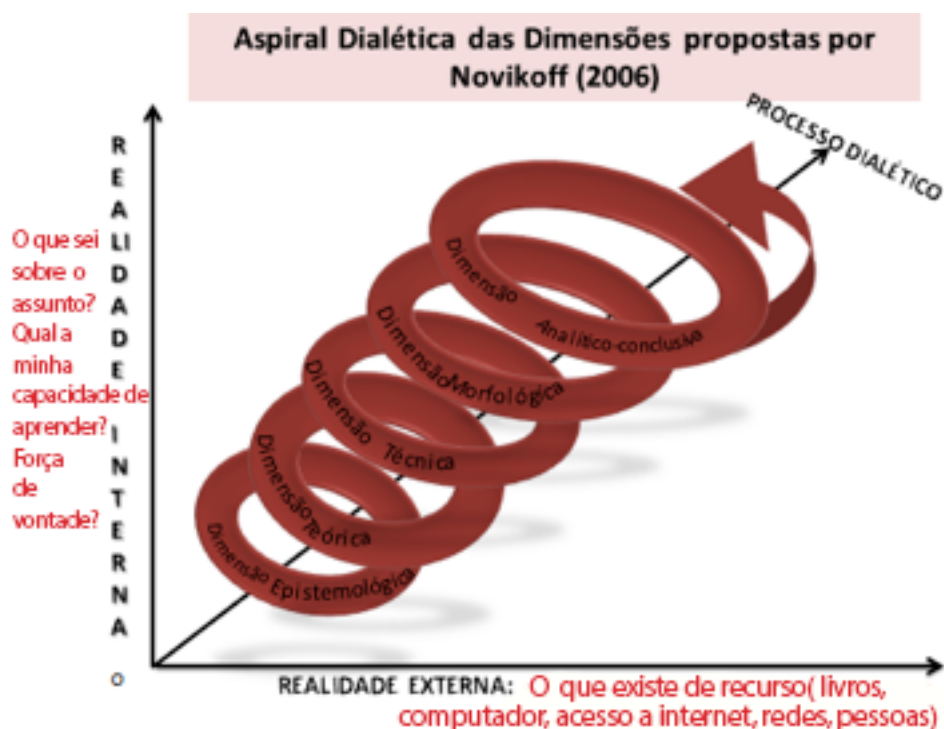 Aspiral Dialética das Dimensões propostas por
Novikoff (2006)
PROCESSO DIALÉTICO
REALIDADE INTERNA
O que sei
sobre o
assunto?
Qual a
minha
capacidade de
aprender?
Força
de
vontade?
Dimensão Analítico-conclusiva
Dimensão Morfológica
Dimensão Técnica
Dimensão Teórica
Dimensão Epistemológica
O
REALIDADE EXTERNA: O que existe de recurso( livros,
computador, acesso a internet, redes, pessoas)